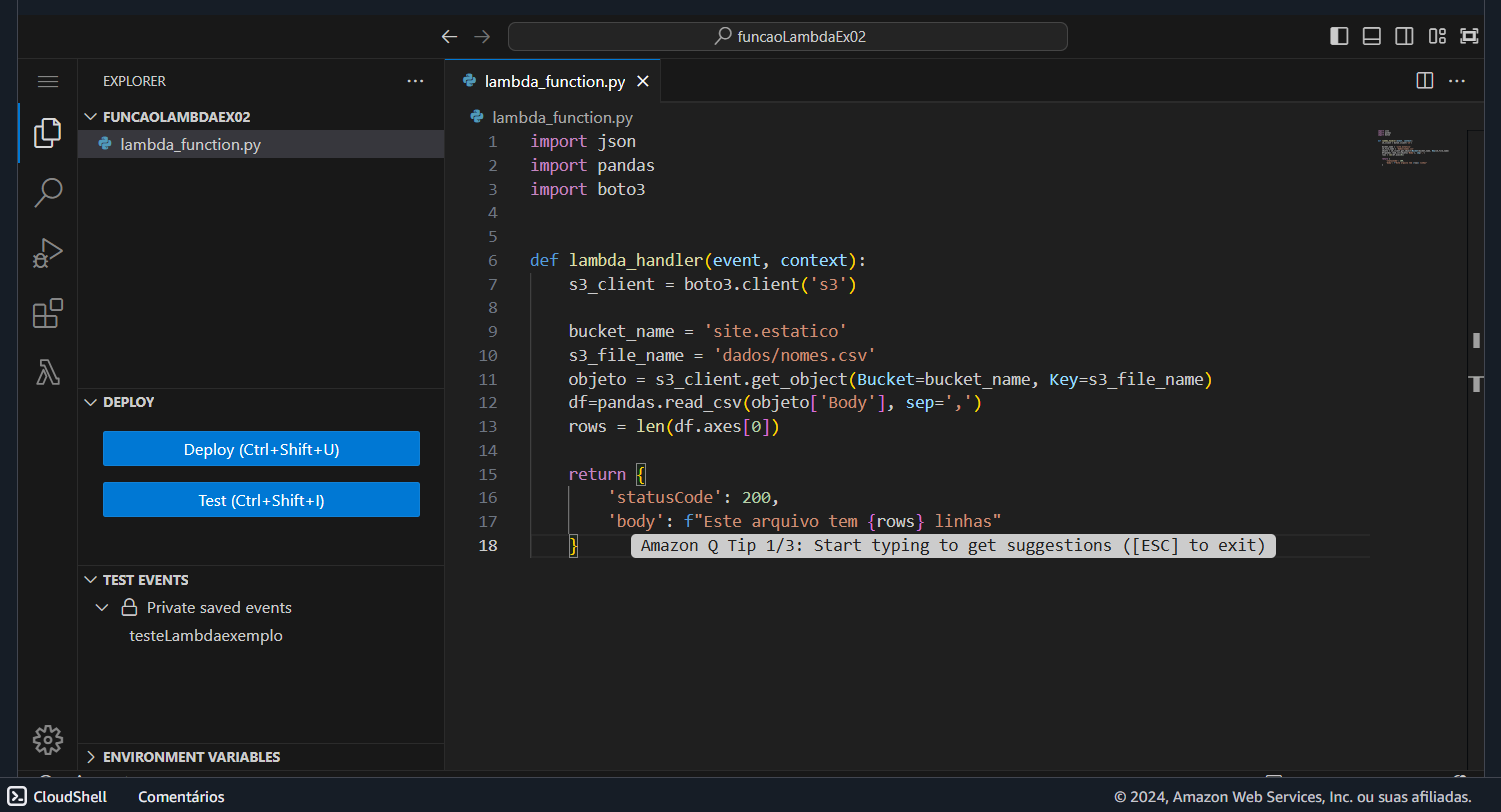 funcaoLambdaEx02
EXPLORER
FUNCAOLAMBDAEX02
lambda_function.py
DEPLOY
Deploy (Ctrl+Shift+U)
Test (Ctrl+Shift+I)
TEST EVENTS
Private saved events
testeLambdaexemplo
ENVIRONMENT VARIABLES
lambda_function.py
lambda_function.py
1 import json
2 import pandas
3 import boto3
4
5
6 def lambda_handler(event, context):
7     s3_client = boto3.client('s3')
8
9     bucket_name = 'site.estatico'
10     s3_file_name = 'dados/nomes.csv'
11     objeto = s3_client.get_object(Bucket=bucket_name, Key=s3_file_name)
12     df=pandas.read_csv(objeto['Body'], sep=',')
13     rows = len(df.axes[0])
14
15     return {
16         'statusCode': 200,
17         'body': f"Este arquivo tem {rows} linhas"
18     } Amazon Q Tip 1/3: Start typing to get suggestions ([ESC] to exit)
CloudShell Comentários © 2024, Amazon Web Services, Inc. ou suas afiliadas.